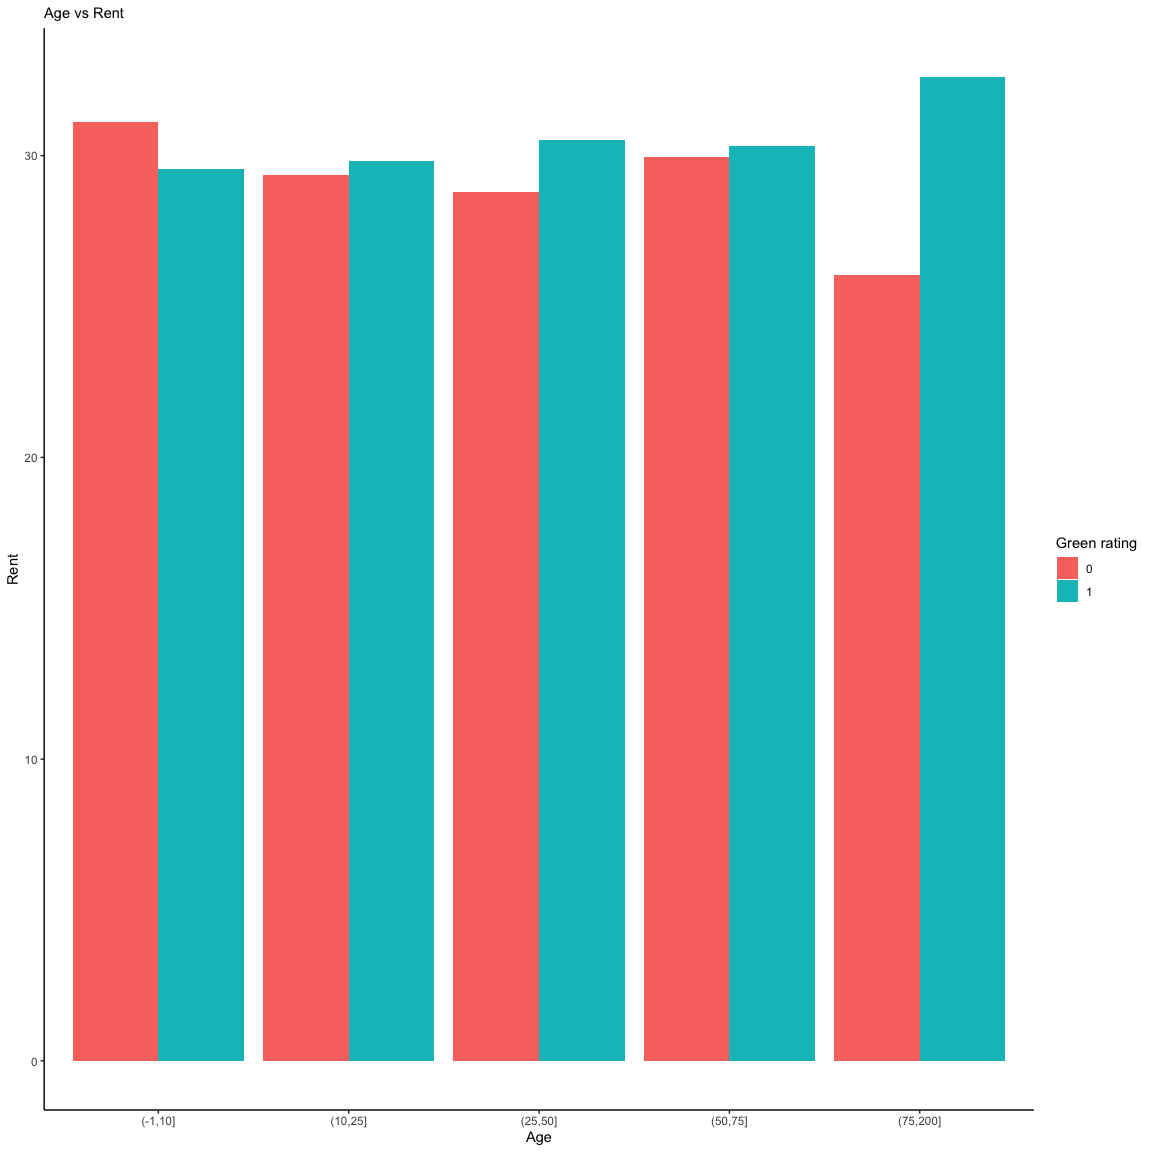 Age vs Rent
30
20
10
0
Rent
(-1,10]
(10,25]
(25,50]
(50,75]
(75,200]
Age
Green rating
0
1